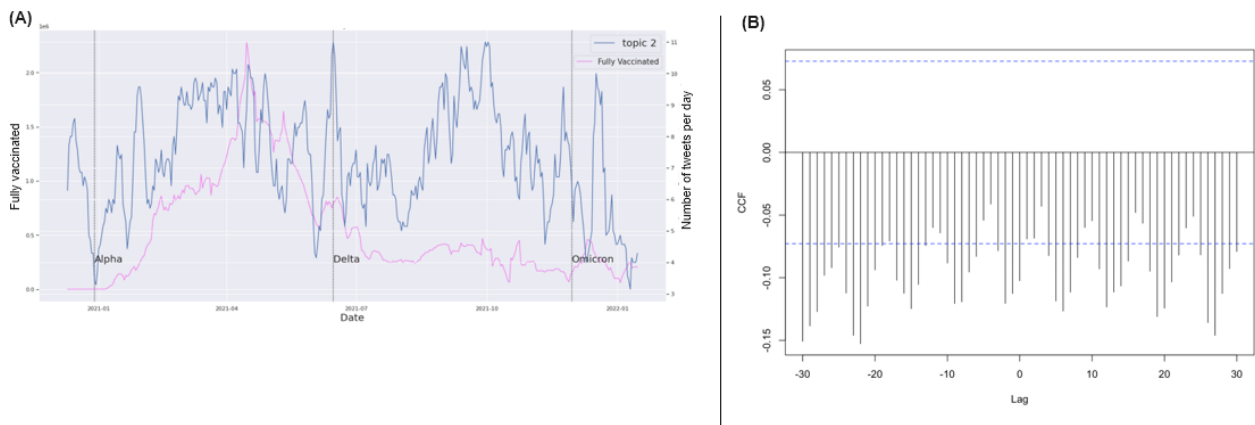 (A)
1e6
topic 2
Fully Vaccinated
Fully vaccinated
2.0
1.5
1.0
0.5
0.0
Number of tweets per day
11
10
9
8
7
6
5
4
3
Alpha
Delta
Omicron
2021-01
2021-04
2021-07
2021-10
2022-01
Date
(B)
CCF
0.05
0.00
-0.05
-0.10
-0.15
-30
-20
-10
0
10
20
30
Lag